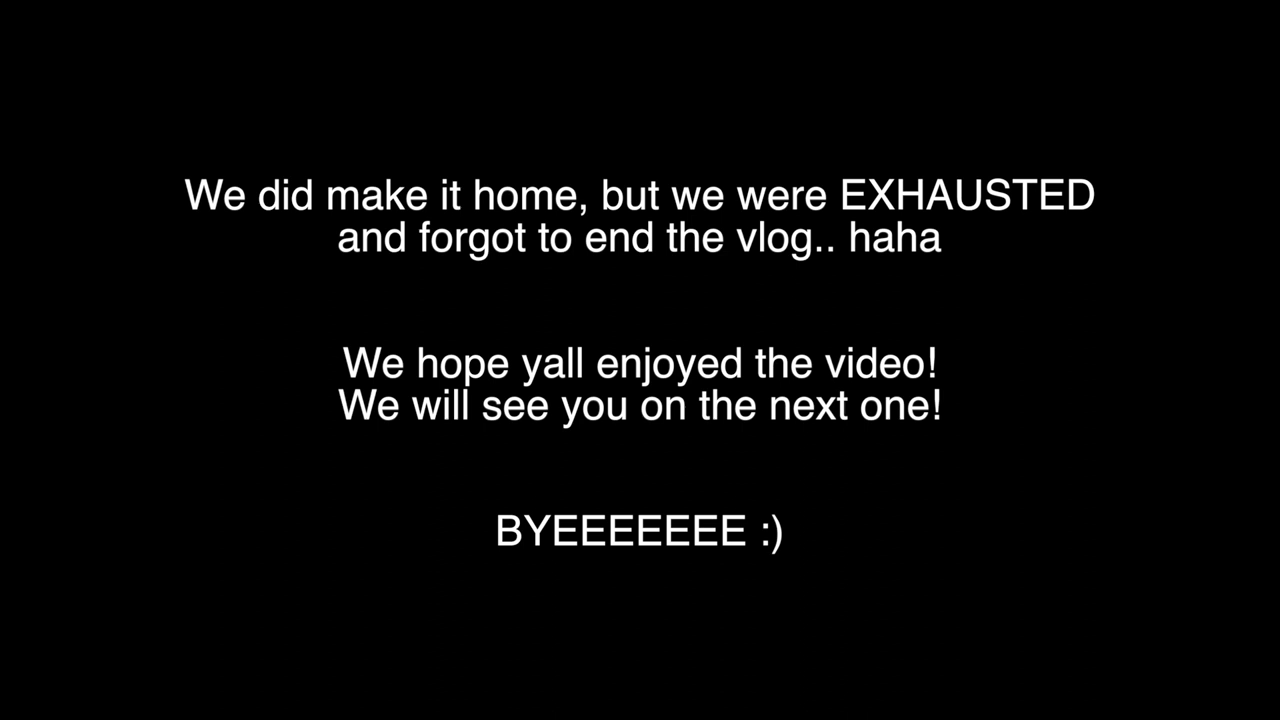 We did make it home, but we were EXHAUSTED
and forgot to end the vlog.. haha
We hope yall enjoyed the video!
We will see you on the next one!
BYEEEEEEE :)